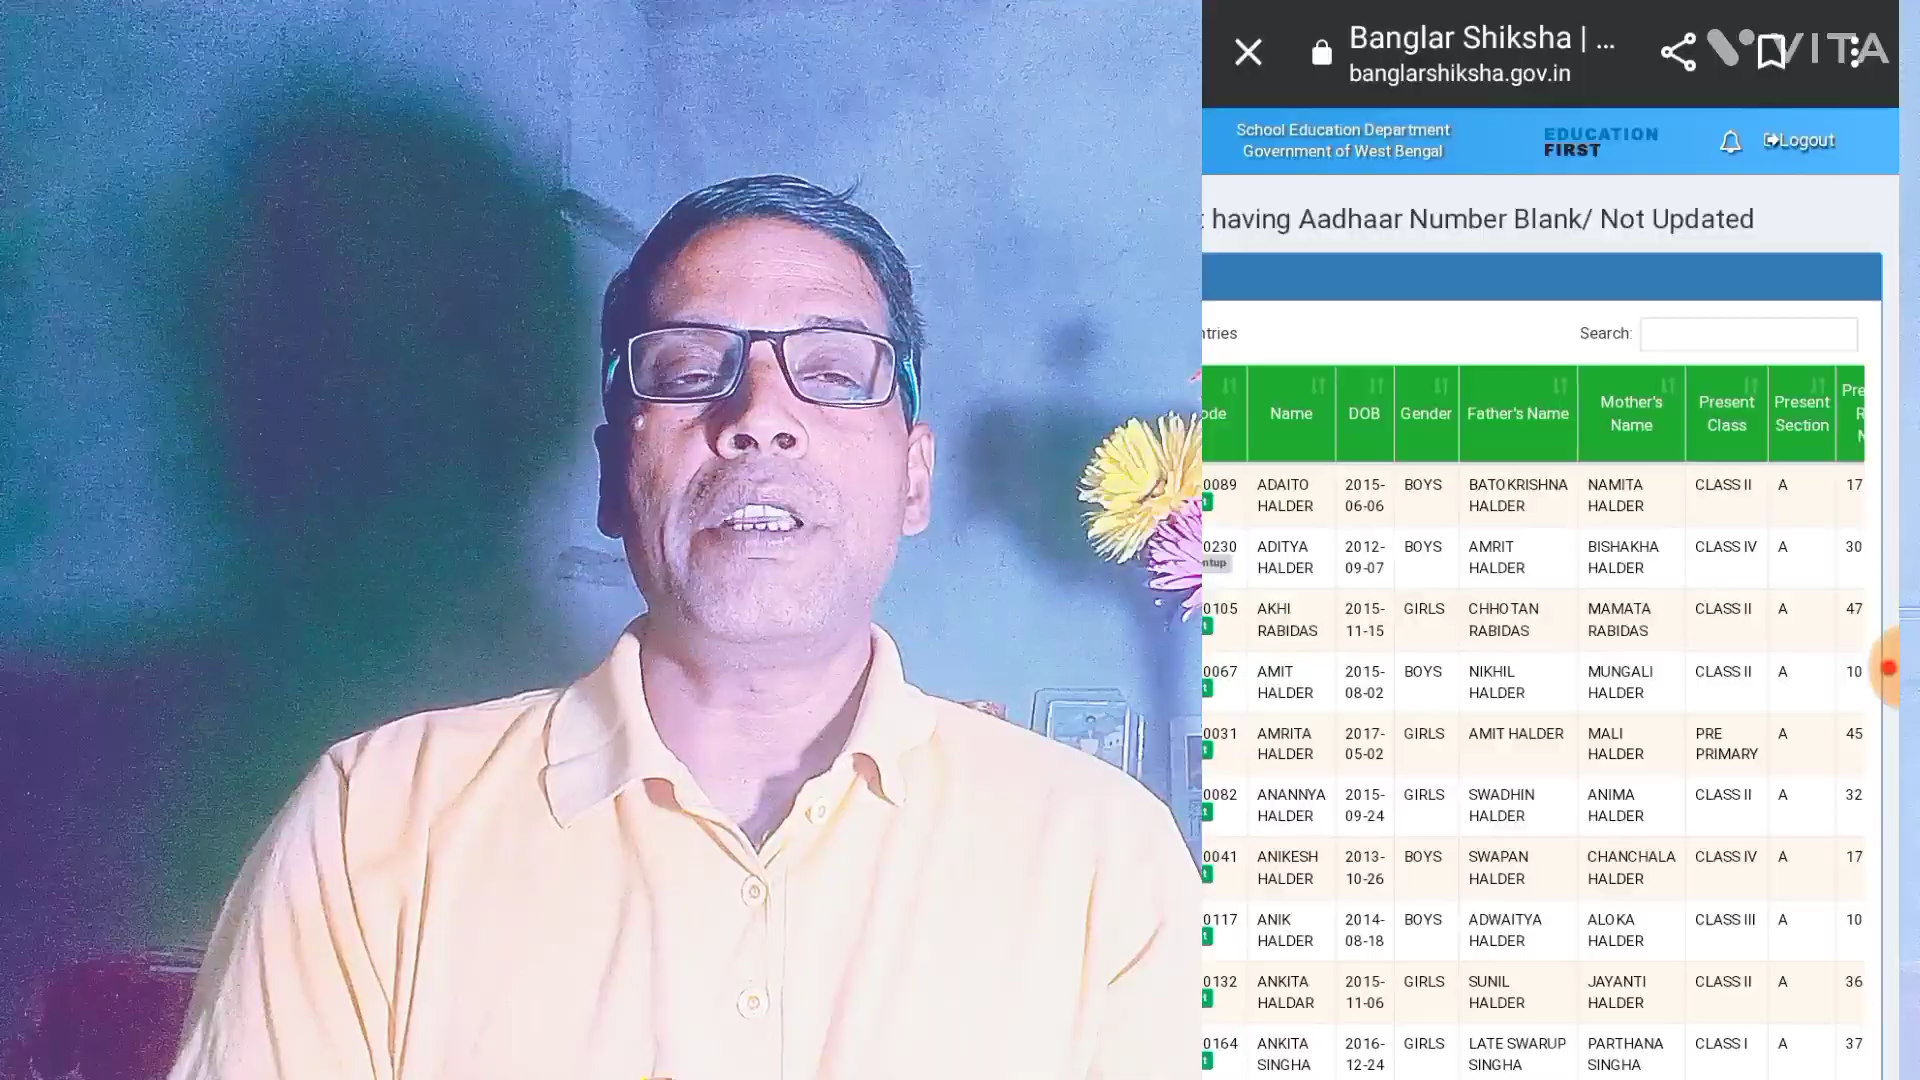 Banglar Shiksha | ...
banglarshiksha.gov.in
VITA
School Education Department
Government of West Bengal
EDUCATION
FIRST
Logout
having Aadhaar Number Blank/ Not Updated
ntries
Search:
ode Name DOB Gender Father's Name Mother's Name Present Class Present Section Pre
0089 ADAITO HALDER 2015-06-06 BOYS BATOKRISHNA HALDER NAMITA HALDER CLASS II A 17
0230 ADITYA HALDER 2012-09-07 BOYS AMRIT HALDER BISHAKHA HALDER CLASS IV A 30
ntup
0105 AKHI RABIDAS 2015-11-15 GIRLS CHHOTAN RABIDAS MAMATA RABIDAS CLASS II A 47
0067 AMIT HALDER 2015-08-02 BOYS NIKHIL HALDER MUNGALI HALDER CLASS II A 10
0031 AMRITA HALDER 2017-05-02 GIRLS AMIT HALDER MALI HALDER PRE PRIMARY A 45
0082 ANANNYA HALDER 2015-09-24 GIRLS SWADHIN HALDER ANIMA HALDER CLASS II A 32
0041 ANIKESH HALDER 2013-10-26 BOYS SWAPAN HALDER CHANCHALA HALDER CLASS IV A 17
0117 ANIK HALDER 2014-08-18 BOYS ADWAITYA HALDER ALOKA HALDER CLASS III A 10
0132 ANKITA HALDAR 2015-11-06 GIRLS SUNIL HALDER JAYANTI HALDER CLASS II A 36
0164 ANKITA SINGHA 2016-12-24 GIRLS LATE SWARUP SINGHA PARTHANA SINGHA CLASS I A 37